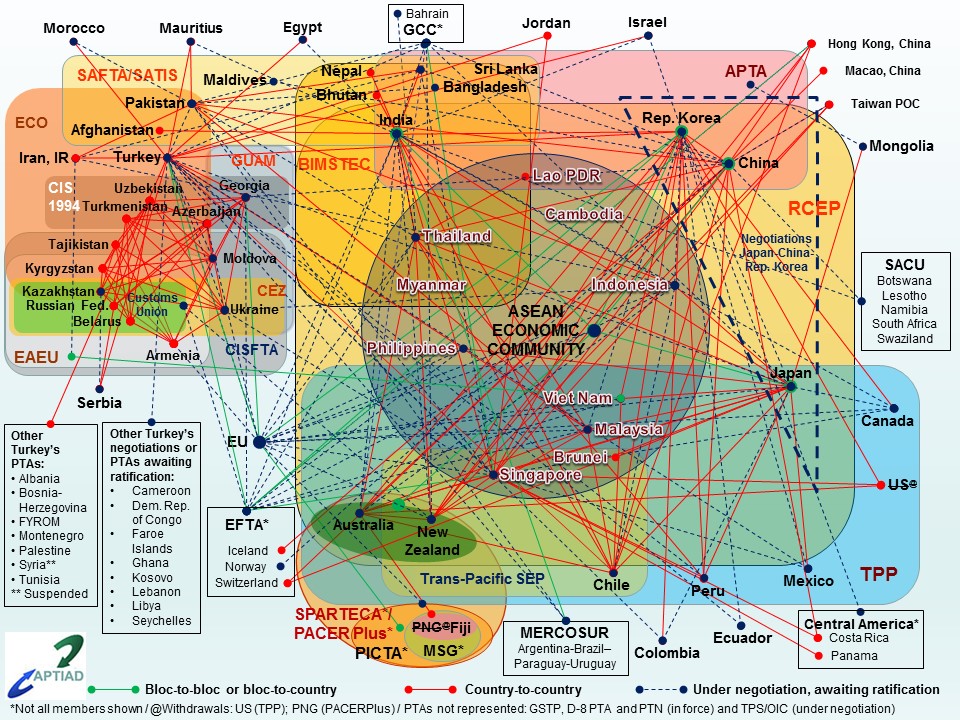 Bahrain
GCC*
Morocco
Mauritius
Egypt
Jordan
Israel
Hong Kong, China
Macao, China
Taiwan POC
SAFTA/SATIS
Maldives
Nepal
Bhutan
Sri Lanka
Bangladesh
APTA
ECO
Pakistan
Afghanistan
India
Rep. Korea
Mongolia
Iran, IR
Turkey
GUAM
BIMSTEC
China
CIS
1994
Uzbekistan
Turkmenistan
Georgia
Azerbaijan
Lao PDR
Cambodia
RCEP
Tajikistan
Moldova
Thailand
Negotiations
Japan-China-
Rep. Korea
Kyrgyzstan
Kazakhstan
Russian Fed.
Belarus
Customs
Union
CEZ
Ukraine
Myanmar
Indonesia
ASEAN
ECONOMIC
COMMUNITY
SACU
Botswana
Lesotho
Namibia
South Africa
Swaziland
EAEU
Armenia
CISFTA
Philippines
Japan
Serbia
Viet Nam
Canada
EU
Malaysia
Brunei
Singapore
US@
Other
Turkey's
PTAs:
• Albania
• Bosnia-
Herzegovina
• FYROM
• Montenegro
• Palestine
• Syria**
• Tunisia
** Suspended
Other Turkey's
negotiations or
PTAs awaiting
ratification:
• Cameroon
• Dem. Rep.
of Congo
• Faroe
Islands
• Ghana
• Kosovo
• Lebanon
• Libya
• Seychelles
EFTA*
Iceland
Norway
Switzerland
Australia
New
Zealand
Trans-Pacific SEP
Chile
Peru
Mexico
TPP
SPARTECA*/
PACER Plus*
PICTA*
PNG@Fiji
MSG*
MERCOSUR
Argentina-Brazil–
Paraguay-Uruguay
Colombia
Ecuador
Central America*
Costa Rica
Panama
APTIAD
Bloc-to-bloc or bloc-to-country
Country-to-country
Under negotiation, awaiting ratification
*Not all members shown / @Withdrawals: US (TPP); PNG (PACERPlus) / PTAs not represented: GSTP, D-8 PTA and PTN (in force) and TPS/OIC (under negotiation)